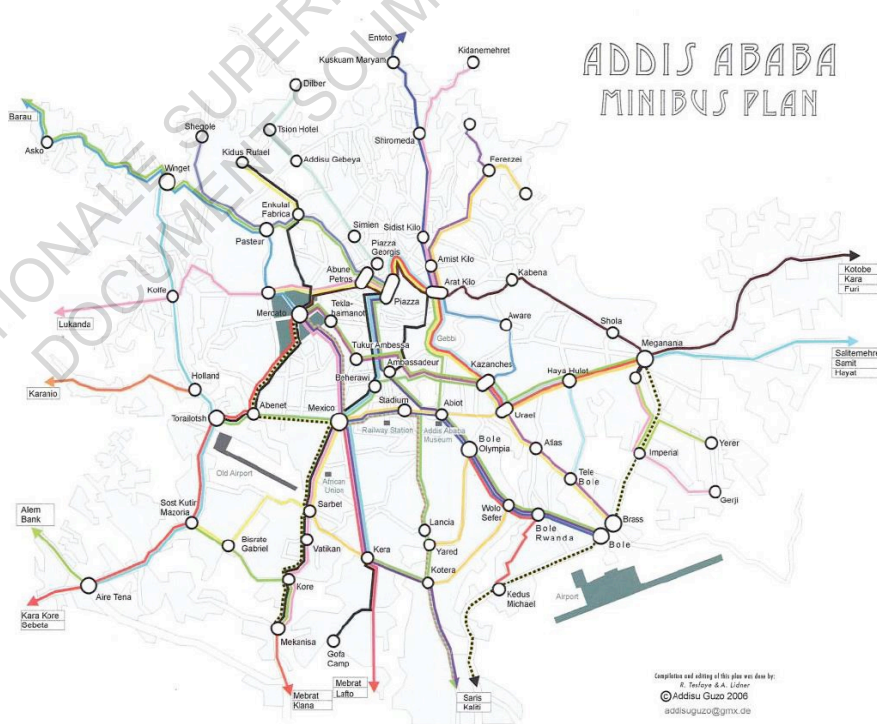 ADDIS ABABA
MINIBUS PLAN
Entoto
Kuskuam Maryam
Kidanemehret
Dilber
Barau
Shegole
Tsion Hotel
Shiromeda
Asko
Kidus Rufael
Addisu Gebeya
Fererzei
Winget
Enkulal
Fabrica
Simien
Sidist Kilo
Pasteur
Piazza
Georgis
Amist Kilo
Abune
Petros
Arat Kilo
Kabena
Kotobe
Kara
Furi
Kolfe
Mercato
Tekla-
haimanot
Piazza
Lukanda
Aware
Shola
Gebbi
Meganana
Tukur Ambessa
Salitemehret
Samit
Hayat
Ambassadeur
Kazanches
Haya Hulet
Holland
Beherawi
Karanio
Abenet
Mexico
Stadium
Abiot
Urael
Torailotsh
Railway Station
Addis Ababa
Museum
Bole
Olympia
Atlas
Imperial
Yerer
Old Airport
African
Union
Tele
Bole
Gerji
Sost Kutir
Mazoria
Sarbet
Wolo
Sefer
Alem
Bank
Lancia
Bole
Rwanda
Brass
Bisrate
Gabriel
Vatikan
Yared
Bole
Kera
Aire Tena
Kore
Kotera
Kedus
Michael
Airport
Kara Kore
Gebeta
Mekanisa
Gofa
Camp
Mebrat
Klana
Mebrat
Lafto
Saris
Kaliti
Compilation and editing of this plan was done by:
R. Tesfaye & A. Lidner
© Addisu Guzo 2006
addisuguzo@gmx.de